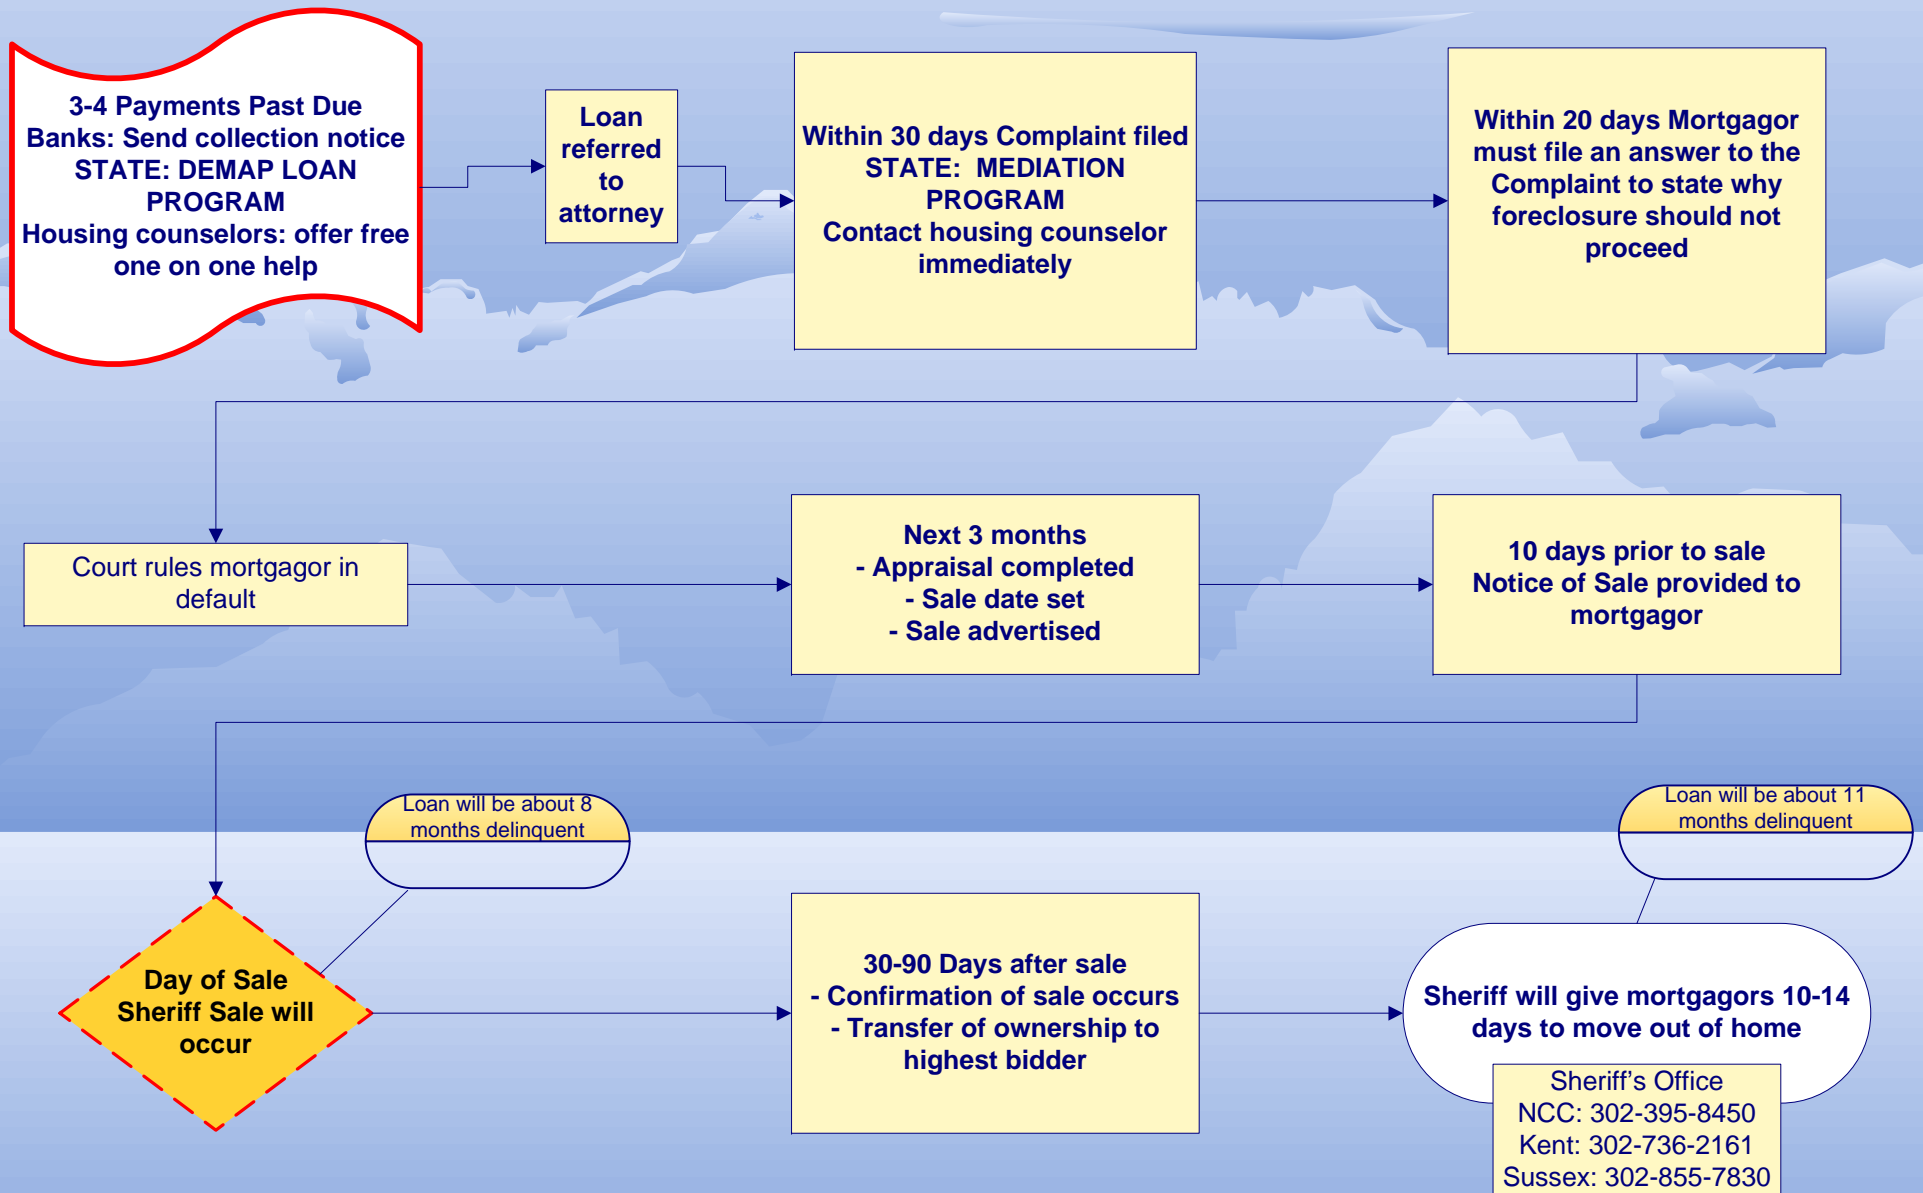 3-4 Payments Past Due
Banks: Send collection notice
STATE: DEMAP LOAN
PROGRAM
Housing counselors: offer free
one on one help
Loan
referred
to
attorney
Within 30 days Complaint filed
STATE:  MEDIATION
PROGRAM
Contact housing counselor
immediately
Within 20 days Mortgagor
must file an answer to the
Complaint to state why
foreclosure should not
proceed
Court rules mortgagor in
default
Next 3 months
- Appraisal completed
- Sale date set
- Sale advertised
10 days prior to sale
Notice of Sale provided to
mortgagor
Loan will be about 8
months delinquent
Day of Sale
Sheriff Sale will
occur
30-90 Days after sale
- Confirmation of sale occurs
- Transfer of ownership to
highest bidder
Loan will be about 11
months delinquent
Sheriff will give mortgagors 10-14
days to move out of home
Sheriff’s Office
NCC: 302-395-8450
Kent: 302-736-2161
Sussex: 302-855-7830